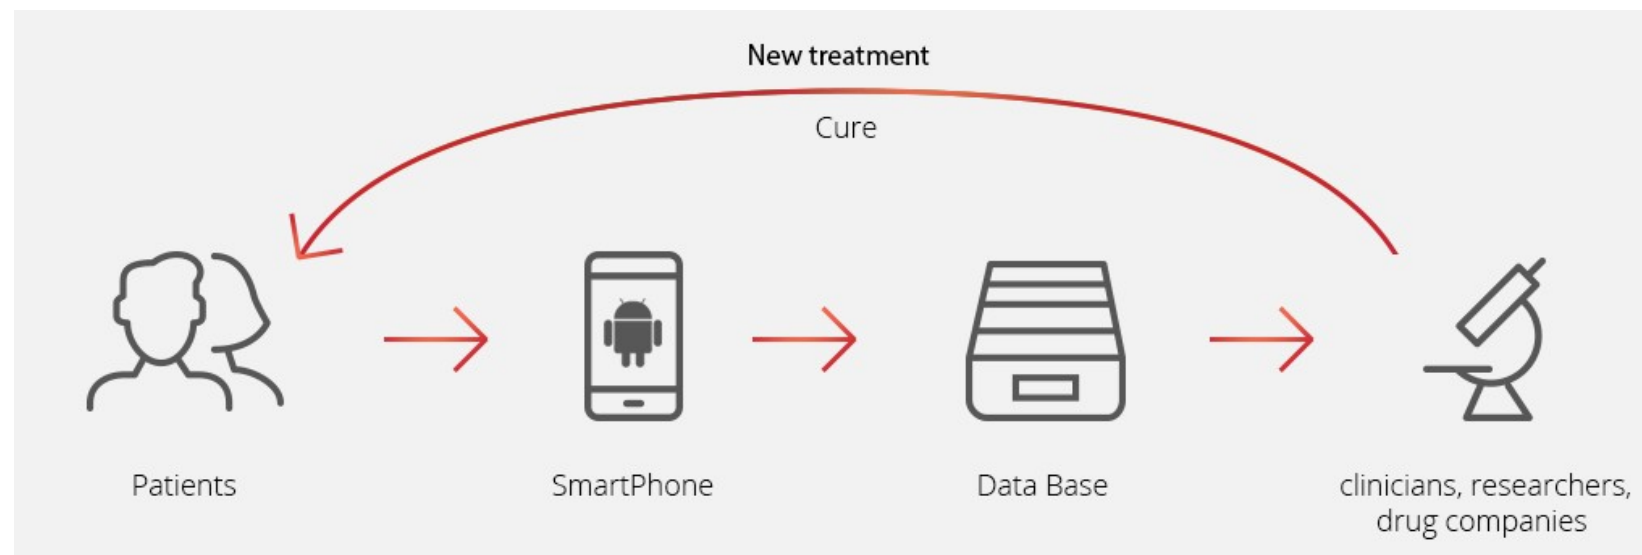 New treatment
Cure
Patients
SmartPhone
Data Base
clinicians, researchers,
drug companies